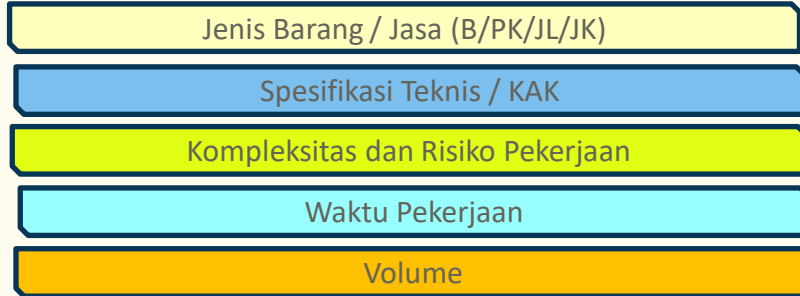 Jenis Barang / Jasa (B/PK/JL/JK)
Spesifikasi Teknis / KAK
Kompleksitas dan Risiko Pekerjaan
Waktu Pekerjaan
Volume